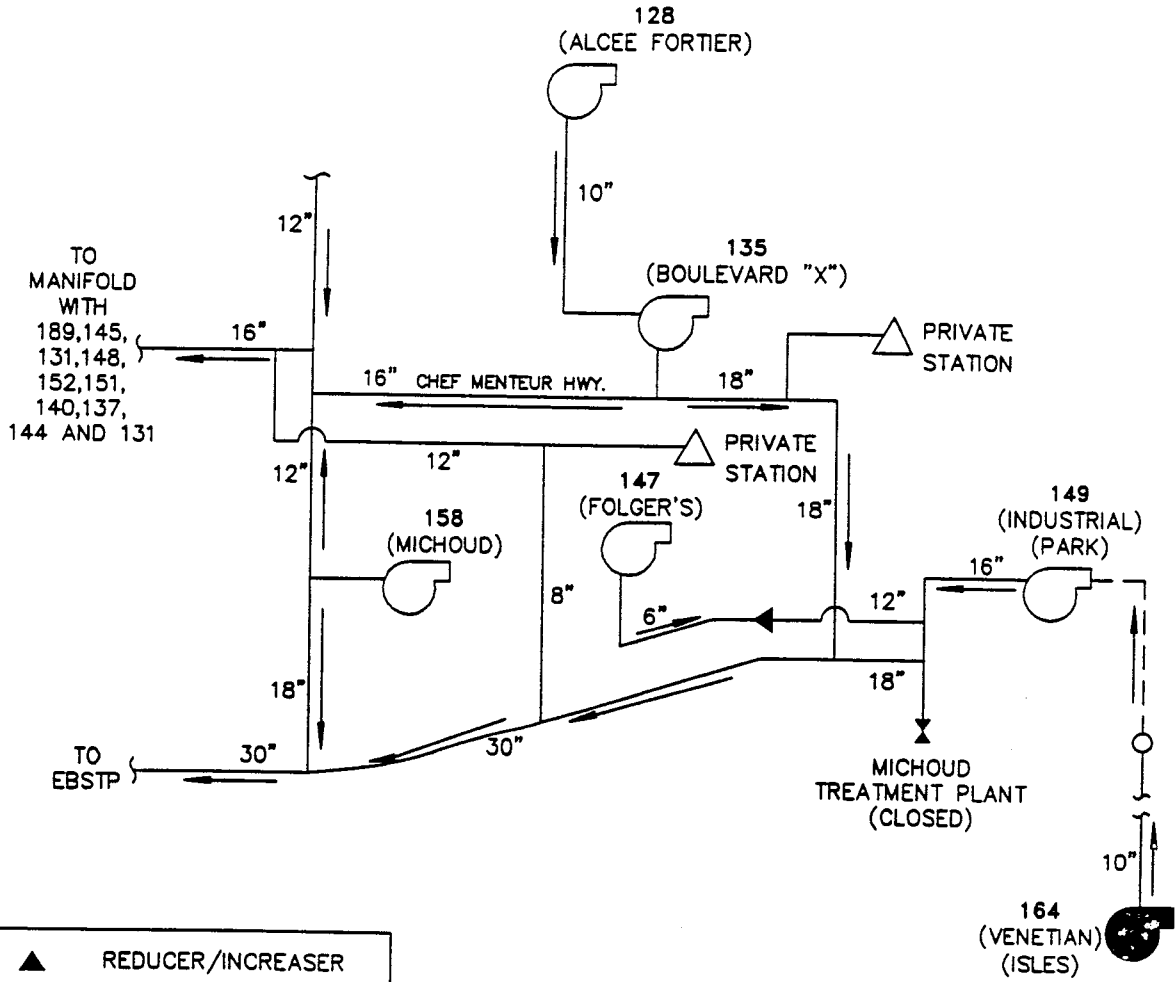 128
(ALCEE FORTIER)
10"
12"
135
(BOULEVARD "X")
TO
MANIFOLD
WITH
189,145,
131,148,
152,151,
140,137,
144 AND 131
16"
PRIVATE
STATION
16" CHEF MENTEUR HWY. 18"
12"
12"
PRIVATE
STATION
147
(FOLGER'S)
18"
158
(MICHOUD)
149
(INDUSTRIAL)
(PARK)
16"
8"
6"
12"
18"
18"
30"
30"
TO
EBSTP
MICHOUD
TREATMENT PLANT
(CLOSED)
10"
164
(VENETIAN)
(ISLES)
REDUCER/INCREASER